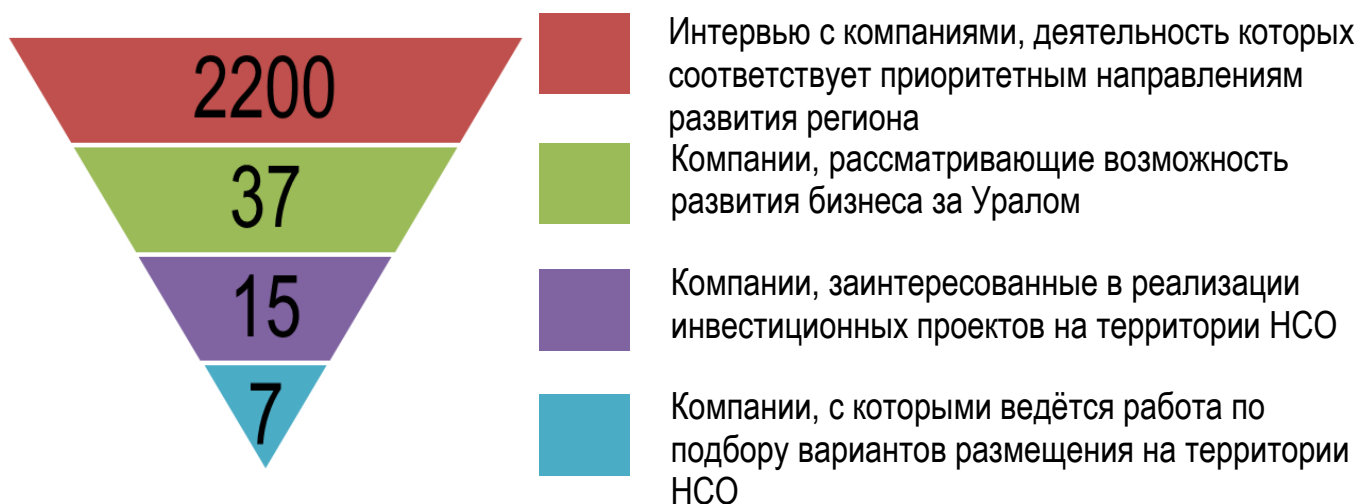 2200
Интервью с компаниями, деятельность которых
соответствует приоритетным направлениям
развития региона
37
Компании, рассматривающие возможность
развития бизнеса за Уралом
15
Компании, заинтересованные в реализации
инвестиционных проектов на территории НСО
7
Компании, с которыми ведётся работа по
подбору вариантов размещения на территории
НСО